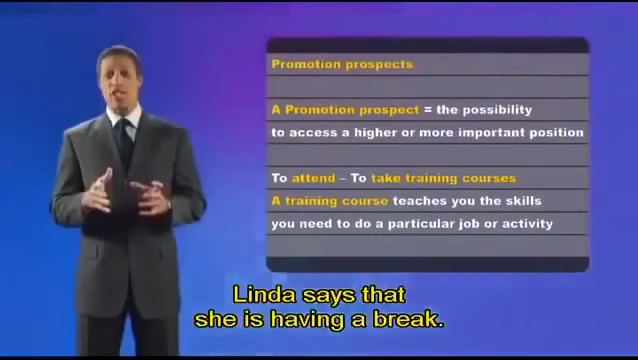 Promotion prospects
A Promotion prospect = the possibility
to access a higher or more important position
To attend – To take training courses
A training course teaches you the skills
you need to do a particular job or activity
Linda says that
she is having a break.